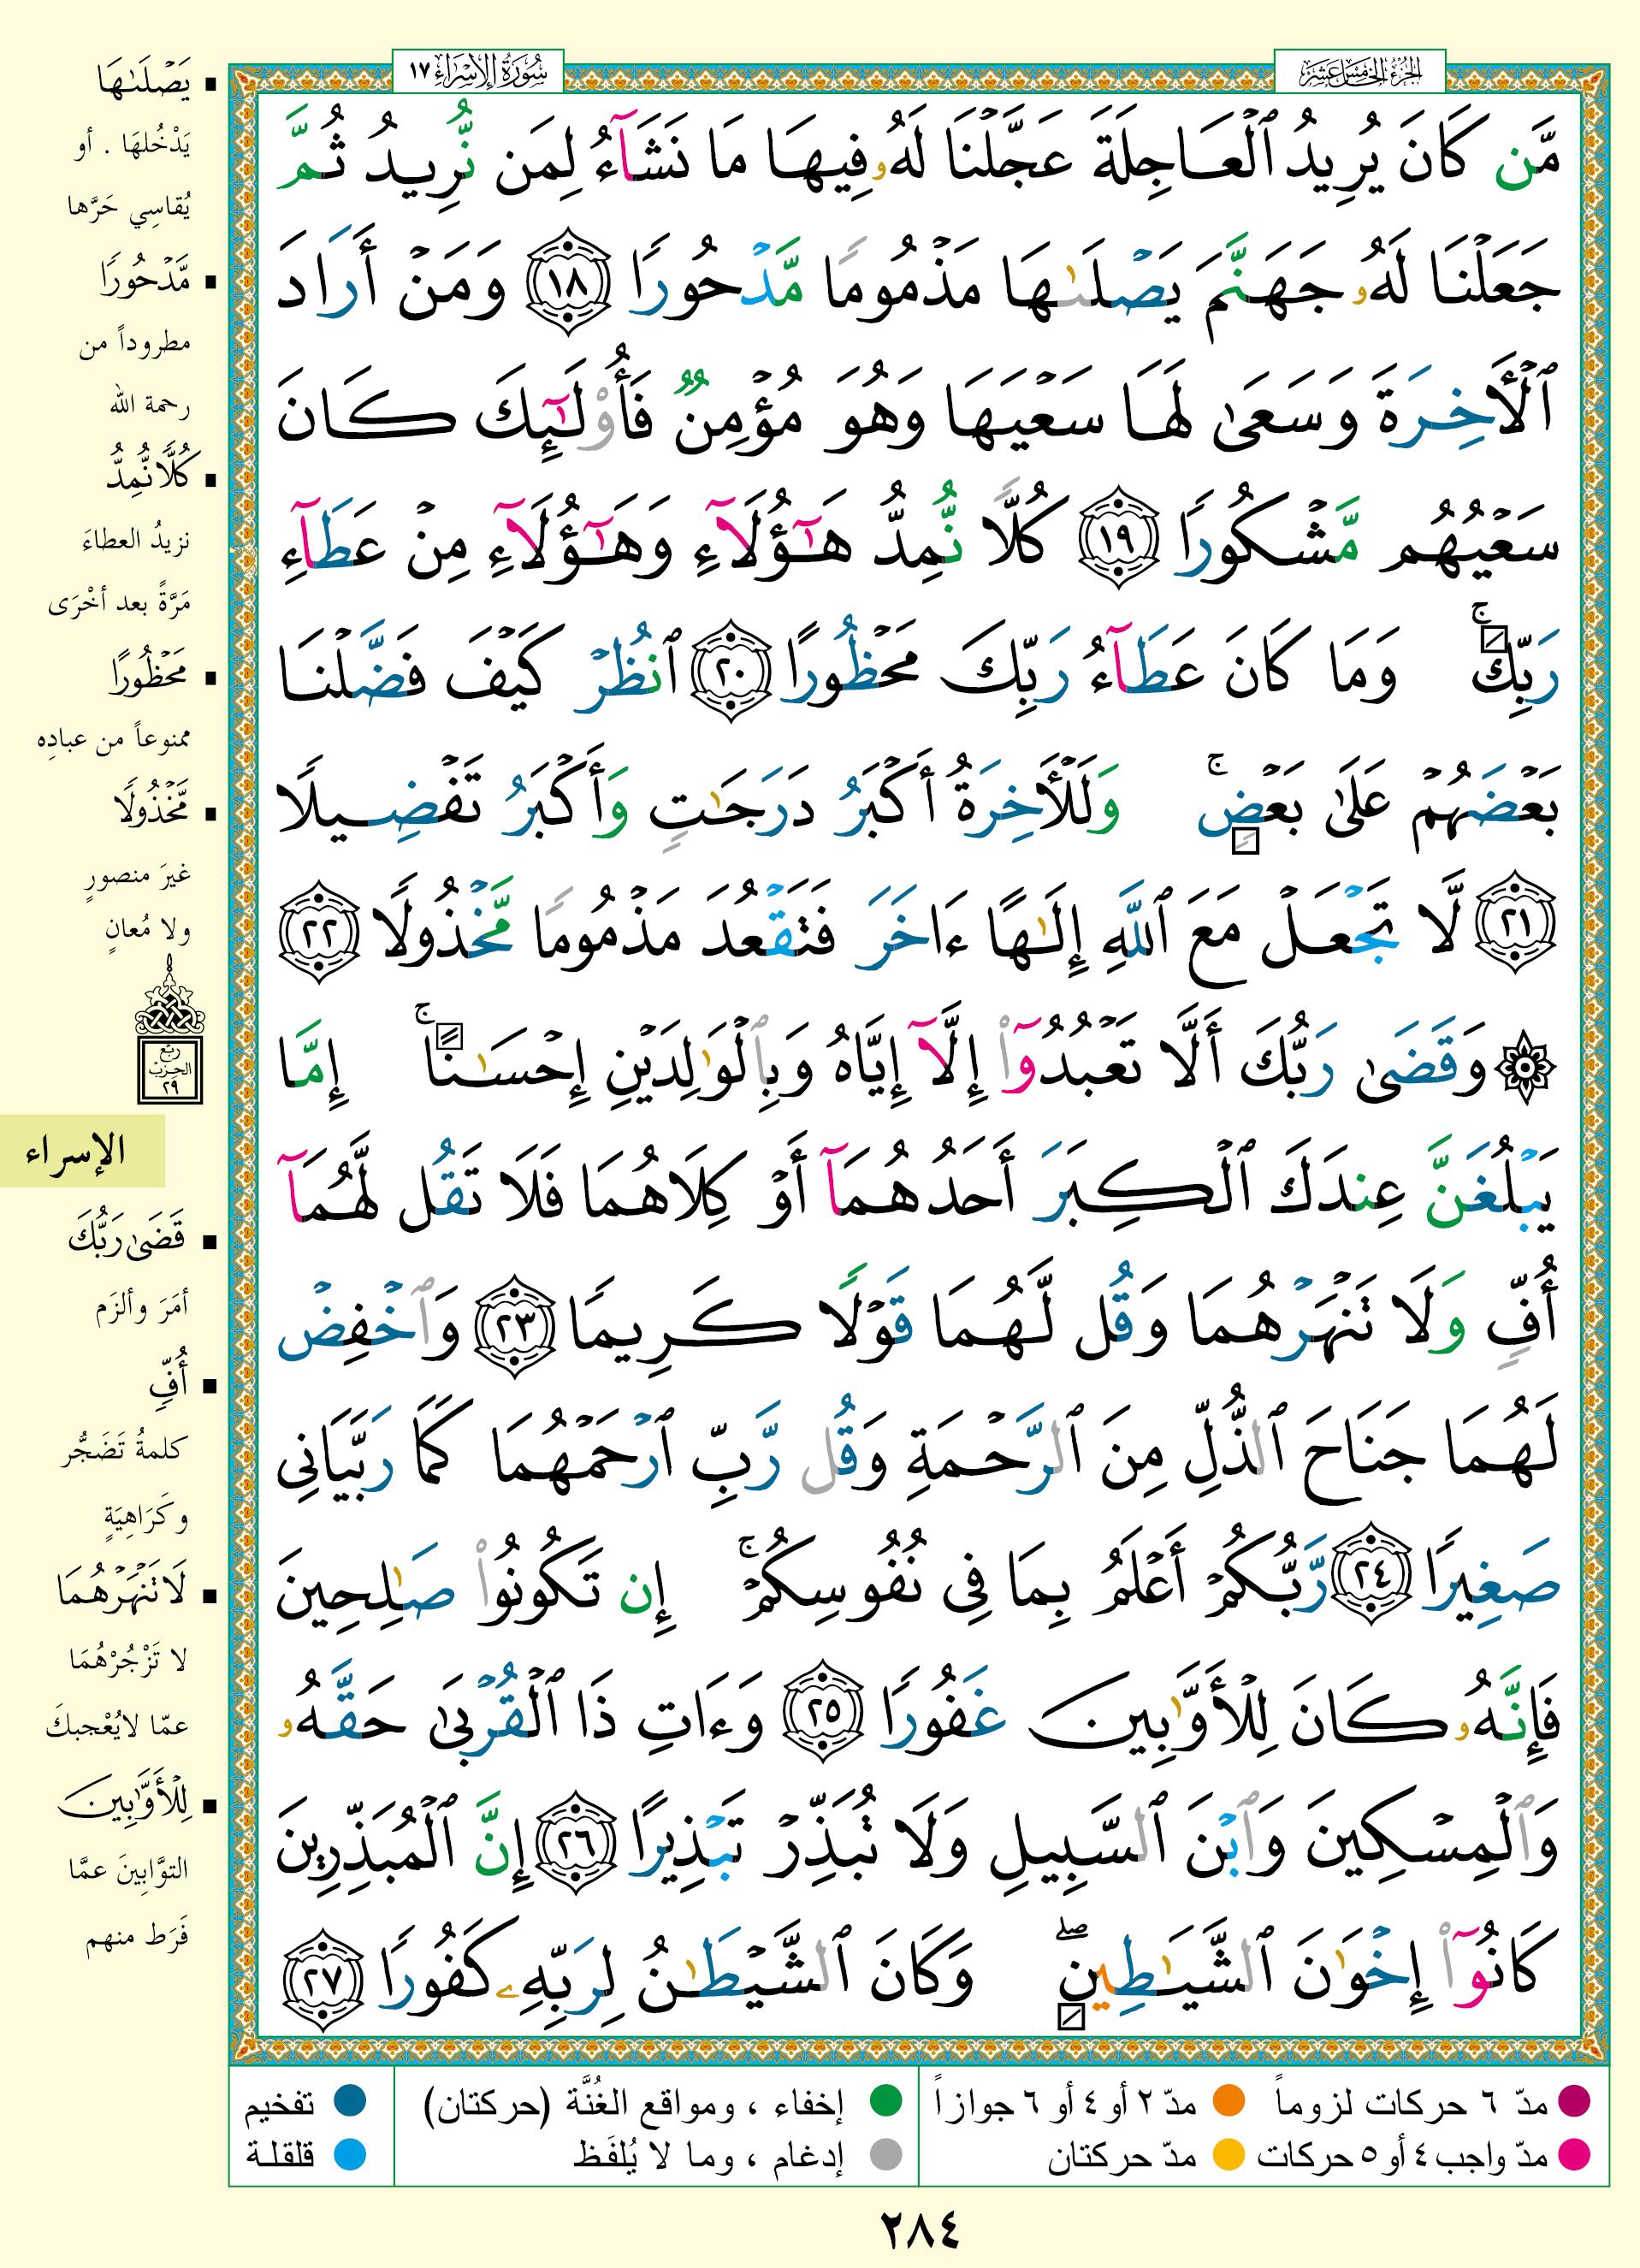 الجزء الخامس عشر
سورة الإسراء ١٧
مَّن كَانَ يُرِيدُ ٱلْعَاجِلَةَ عَجَّلْنَا لَهُۥ فِيهَا مَا نَشَآءُ لِمَن نُّرِيدُ ثُمَّ
جَعَلْنَا لَهُۥ جَهَنَّمَ يَصْلَىٰهَا مَذْمُومًا مَّدْحُورًا ١٨ وَمَنْ أَرَادَ
ٱلْأَخِرَةَ وَسَعَىٰ لَهَا سَعْيَهَا وَهُوَ مُؤْمِنٌ فَأُو۟لَـٰٓئِكَ كَانَ
سَعْيُهُم مَّشْكُورًا ١٩ كُلًّا نُّمِدُّ هَـٰٓؤُلَآءِ وَهَـٰٓؤُلَآءِ مِنْ عَطَآءِ
رَبِّكَ ۚ وَمَا كَانَ عَطَآءُ رَبِّكَ مَحْظُورًا ٢٠ ٱنظُرْ كَيْفَ فَضَّلْنَا
بَعْضَهُمْ عَلَىٰ بَعْضٍ ۚ وَلَلْأَخِرَةُ أَكْبَرُ دَرَجَـٰتٍ وَأَكْبَرُ تَفْضِيلًا
٢١ لَّا تَجْعَلْ مَعَ ٱللَّهِ إِلَـٰهًا ءَاخَرَ فَتَقْعُدَ مَذْمُومًا مَّخْذُولًا ٢٢
۞ وَقَضَىٰ رَبُّكَ أَلَّا تَعْبُدُوٓا۟ إِلَّآ إِيَّاهُ وَبِٱلْوَٰلِدَيْنِ إِحْسَـٰنًا ۚ إِمَّا
يَبْلُغَنَّ عِندَكَ ٱلْكِبَرَ أَحَدُهُمَآ أَوْ كِلَاهُمَا فَلَا تَقُل لَّهُمَآ
أُفٍّ وَلَا تَنْهَرْهُمَا وَقُل لَّهُمَا قَوْلًا كَرِيمًا ٢٣ وَٱخْفِضْ
لَهُمَا جَنَاحَ ٱلذُّلِّ مِنَ ٱلرَّحْمَةِ وَقُل رَّبِّ ٱرْحَمْهُمَا كَمَا رَبَّيَانِى
صَغِيرًا ٢٤ رَّبُّكُمْ أَعْلَمُ بِمَا فِى نُفُوسِكُمْ ۚ إِن تَكُونُوا۟ صَـٰلِحِينَ
فَإِنَّهُۥ كَانَ لِلْأَوَّٰبِينَ غَفُورًا ٢٥ وَءَاتِ ذَا ٱلْقُرْبَىٰ حَقَّهُۥ
وَٱلْمِسْكِينَ وَٱبْنَ ٱلسَّبِيلِ وَلَا تُبَذِّرْ تَبْذِيرًا ٢٦ إِنَّ ٱلْمُبَذِّرِينَ
كَانُوٓا۟ إِخْوَٰنَ ٱلشَّيَـٰطِينِ ۖ وَكَانَ ٱلشَّيْطَـٰنُ لِرَبِّهِۦ كَفُورًا ٢٧
يَصْلَىٰهَا
يَدْخُلهَا . أو
يُقاسِي حَرَّها
مَّدْحُورًا
مطروداً من
رحمة الله
كُلًّا نُّمِدُّ
نزيدُ العطاءَ
مَرَّةً بعد أخْرَى
مَحْظُورًا
ممنوعاً من عبادِه
مَّخْذُولًا
غيرَ منصورٍ
ولا مُعانٍ
ربع
الحزب
٢٩
الإسراء
قَضَىٰ رَبُّكَ
أمَرَ وألزَم
أُفٍّ
كلمةُ تَضَجُّر
وكَرَاهِيَةٍ
لَا تَنْهَرْهُمَا
لا تَزْجُرْهُمَا
عمّا لايُعْجبكَ
لِلْأَوَّٰبِينَ
التوَّابِينَ عمَّا
فَرَط منهم
مدّ ٦ حركات لزوماً مدّ ٢ أو ٤ أو ٦ جوازاً
مدّ واجب ٤ أو ٥ حركات مدّ حركتان
إخفاء ، ومواقع الغُنَّة (حركتان)
إدغام ، وما لا يُلفَظ
تفخيم
قلقلة
٢٨٤